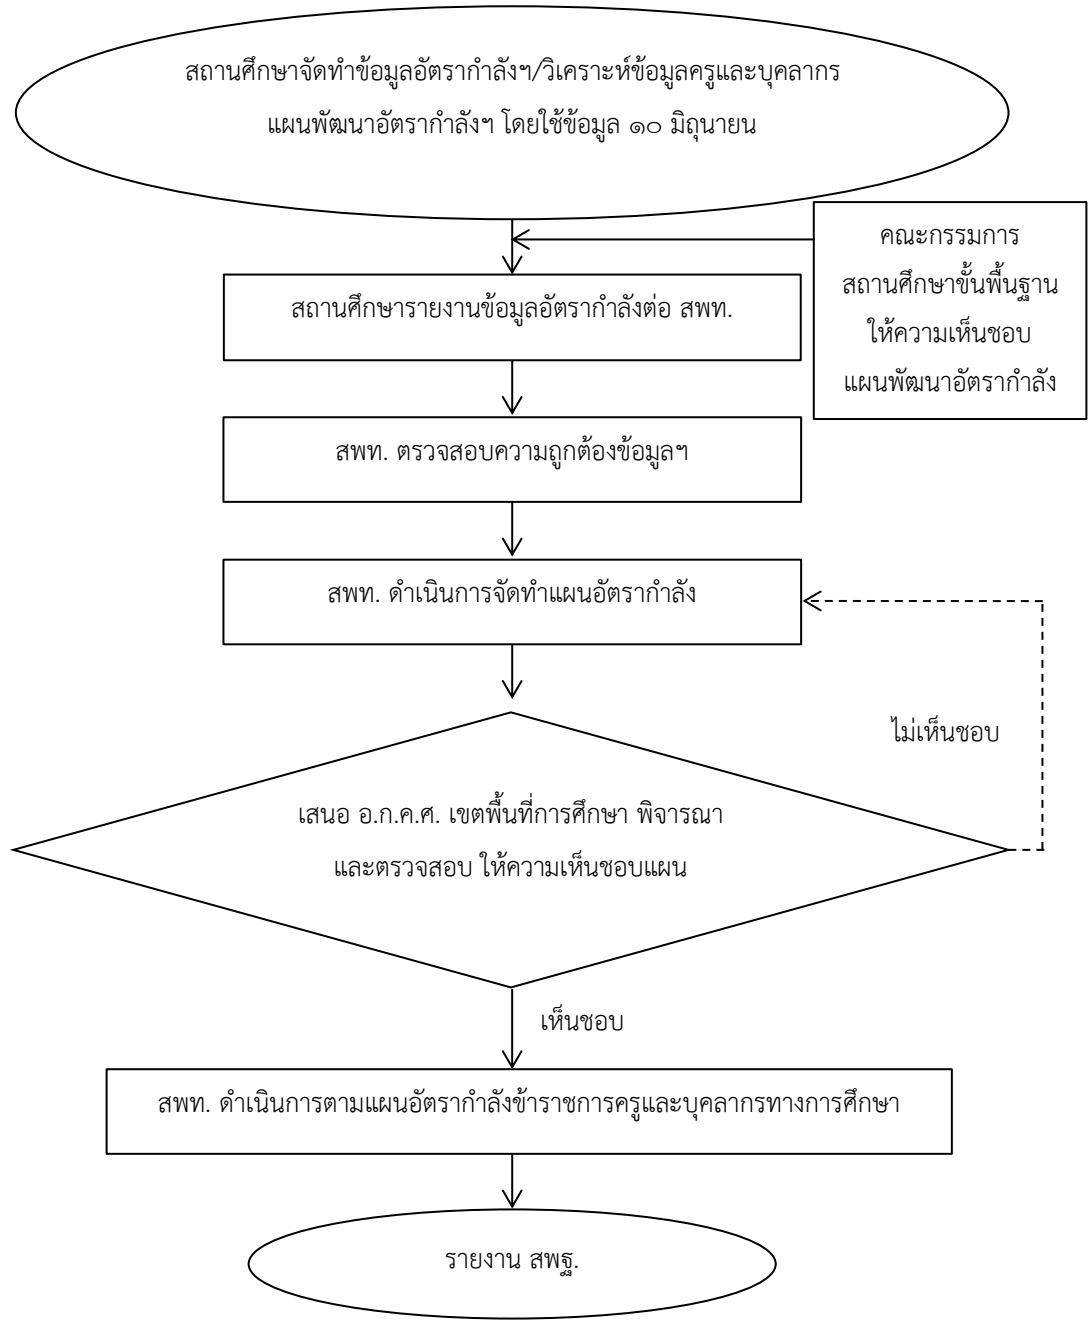 สถานศึกษาจัดทำข้อมูลอัตรากำลังฯ/วิเคราะห์ข้อมูลครูและบุคลากร
แผนพัฒนาอัตรากำลังฯ โดยใช้ข้อมูล ๑๐ มิถุนายน
คณะกรรมการ
สถานศึกษาขั้นพื้นฐาน
ให้ความเห็นชอบ
แผนพัฒนาอัตรากำลัง
สถานศึกษารายงานข้อมูลอัตรากำลังต่อ สพท.
สพท. ตรวจสอบความถูกต้องข้อมูลฯ
สพท. ดำเนินการจัดทำแผนอัตรากำลัง
ไม่เห็นชอบ
เสนอ อ.ก.ค.ศ. เขตพื้นที่การศึกษา พิจารณา
และตรวจสอบ ให้ความเห็นชอบแผน
เห็นชอบ
สพท. ดำเนินการตามแผนอัตรากำลังข้าราชการครูและบุคลากรทางการศึกษา
รายงาน สพฐ.